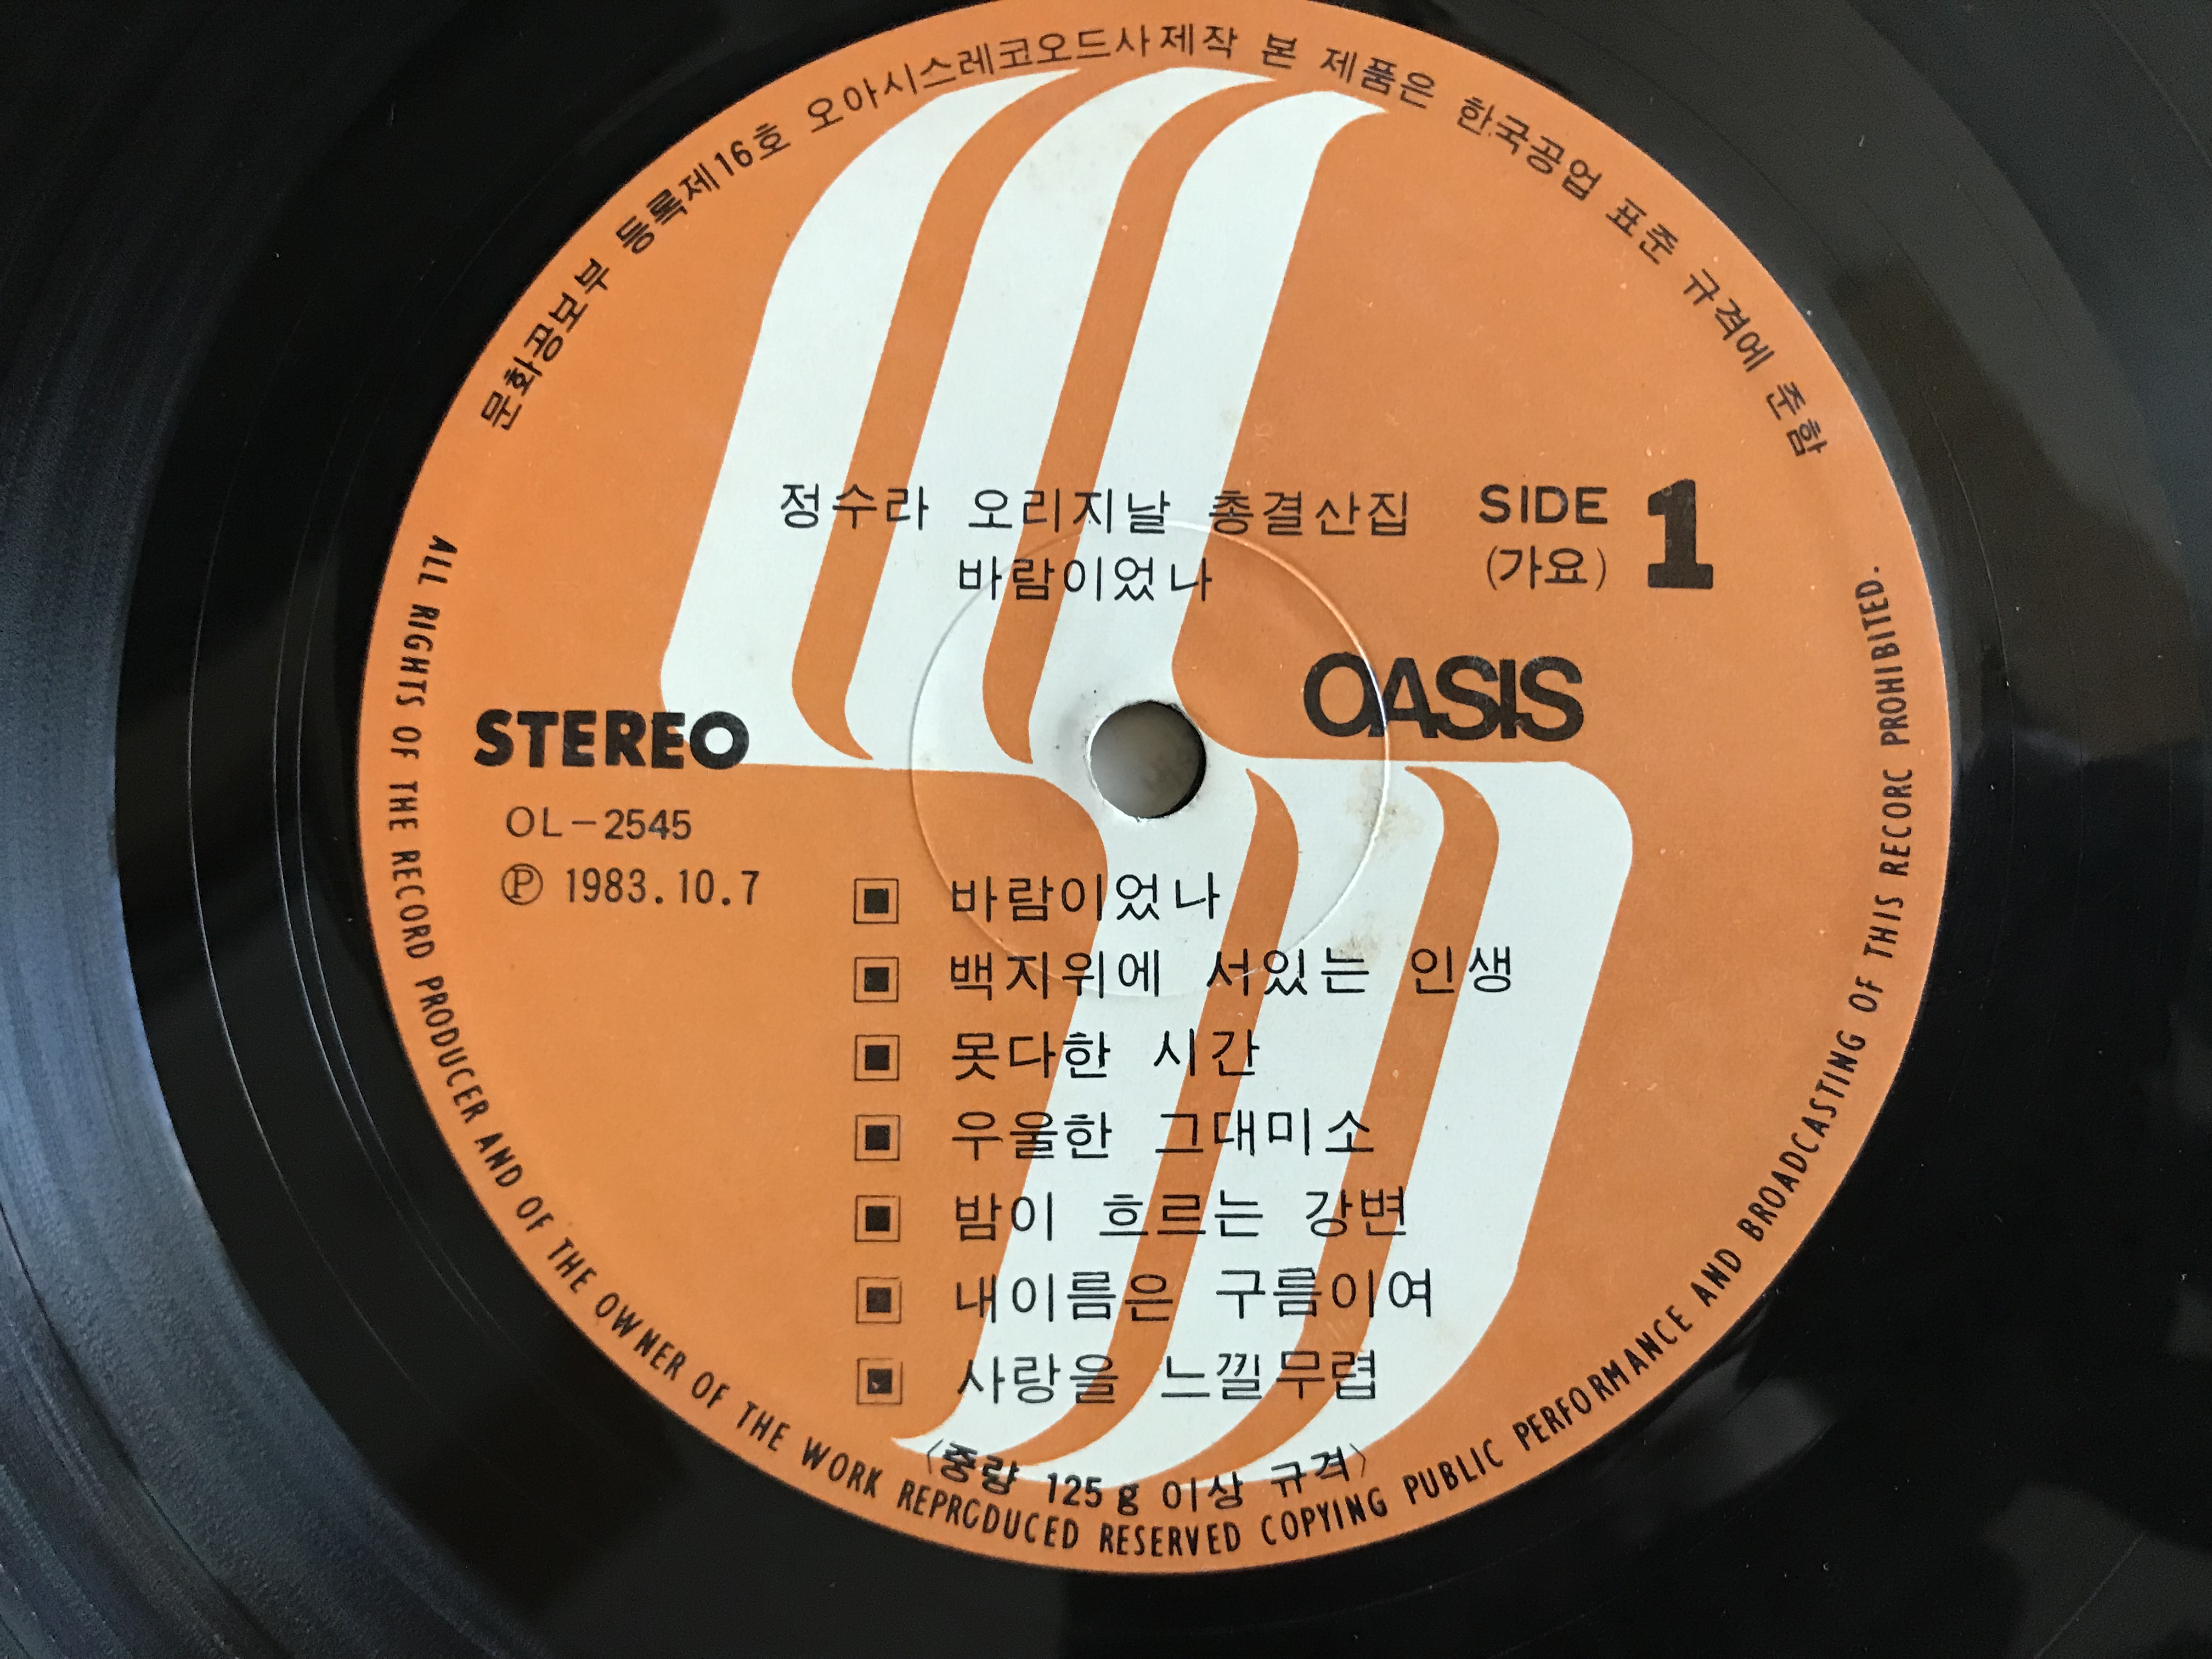 문화공보부 등록제16호 오아시스레코오드사제작 본 제품은 한국공업 표준 규격에 준함
정수라 오리지날 총결산집
바람이었나
SIDE 1
(가요)
OASIS
STEREO
OL-2545
Ⓟ 1983.10.7
▣ 바람이었나
▣ 백지위에 서있는 인생
▣ 못다한 시간
▣ 우울한 그대미소
▣ 밤이 흐르는 강변
▣ 내이름은 구름이여
▣ 사랑을 느낄무렵
〈중량 125g 이상 규격〉
ALL RIGHTS OF THE RECORD PRODUCER AND OF THE OWNER OF THE WORK REPRCDUCED RESERVED COPYING PUBLIC PERFORMANCE AND BROADCASTING OF THIS RECORC PROHIBITED.